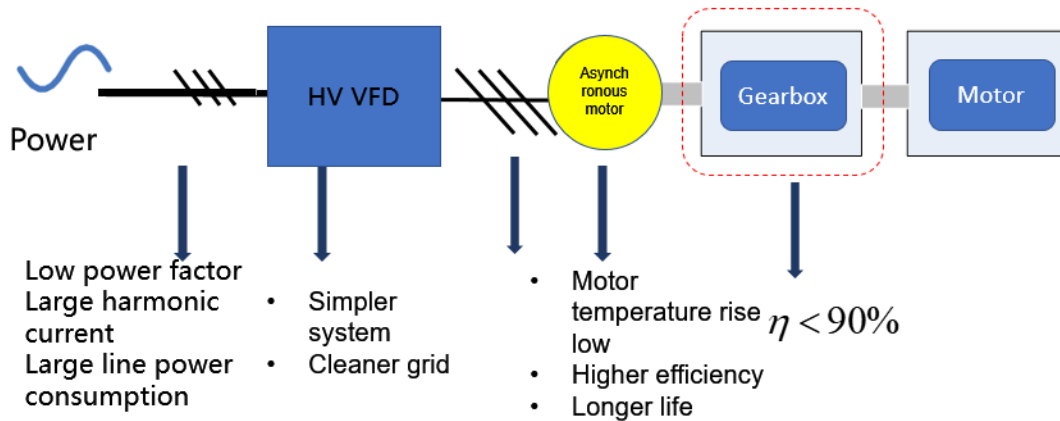 Power
HV VFD
Asynch
ronous
motor
Gearbox
Motor
Low power factor
Large harmonic
current
Large line power
consumption
• Simpler
system
• Cleaner grid
• Motor
temperature rise
low
• Higher efficiency
• Longer life
η < 90%